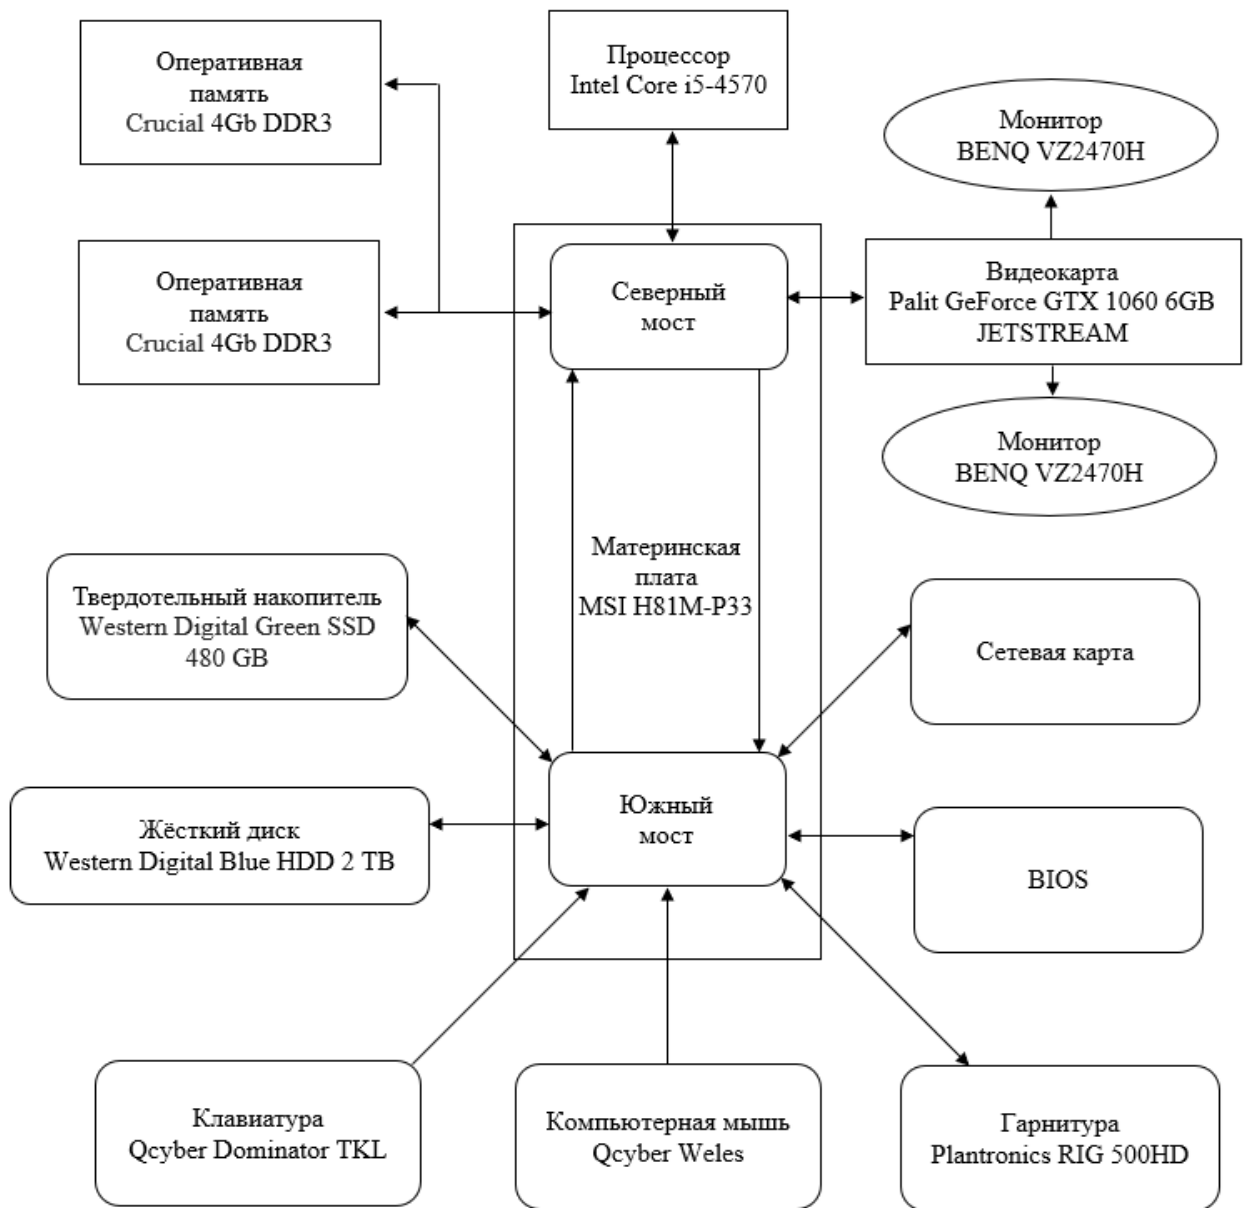 Оперативная
память
Crucial 4Gb DDR3
Процессор
Intel Core i5-4570
Монитор
BENQ VZ2470H
Оперативная
память
Crucial 4Gb DDR3
Северный
мост
Видеокарта
Palit GeForce GTX 1060 6GB
JETSTREAM
Монитор
BENQ VZ2470H
Материнская
плата
MSI H81M-P33
Твердотельный накопитель
Western Digital Green SSD
480 GB
Сетевая карта
Жёсткий диск
Western Digital Blue HDD 2 TB
Южный
мост
BIOS
Клавиатура
Qcyber Dominator TKL
Компьютерная мышь
Qcyber Weles
Гарнитура
Plantronics RIG 500HD